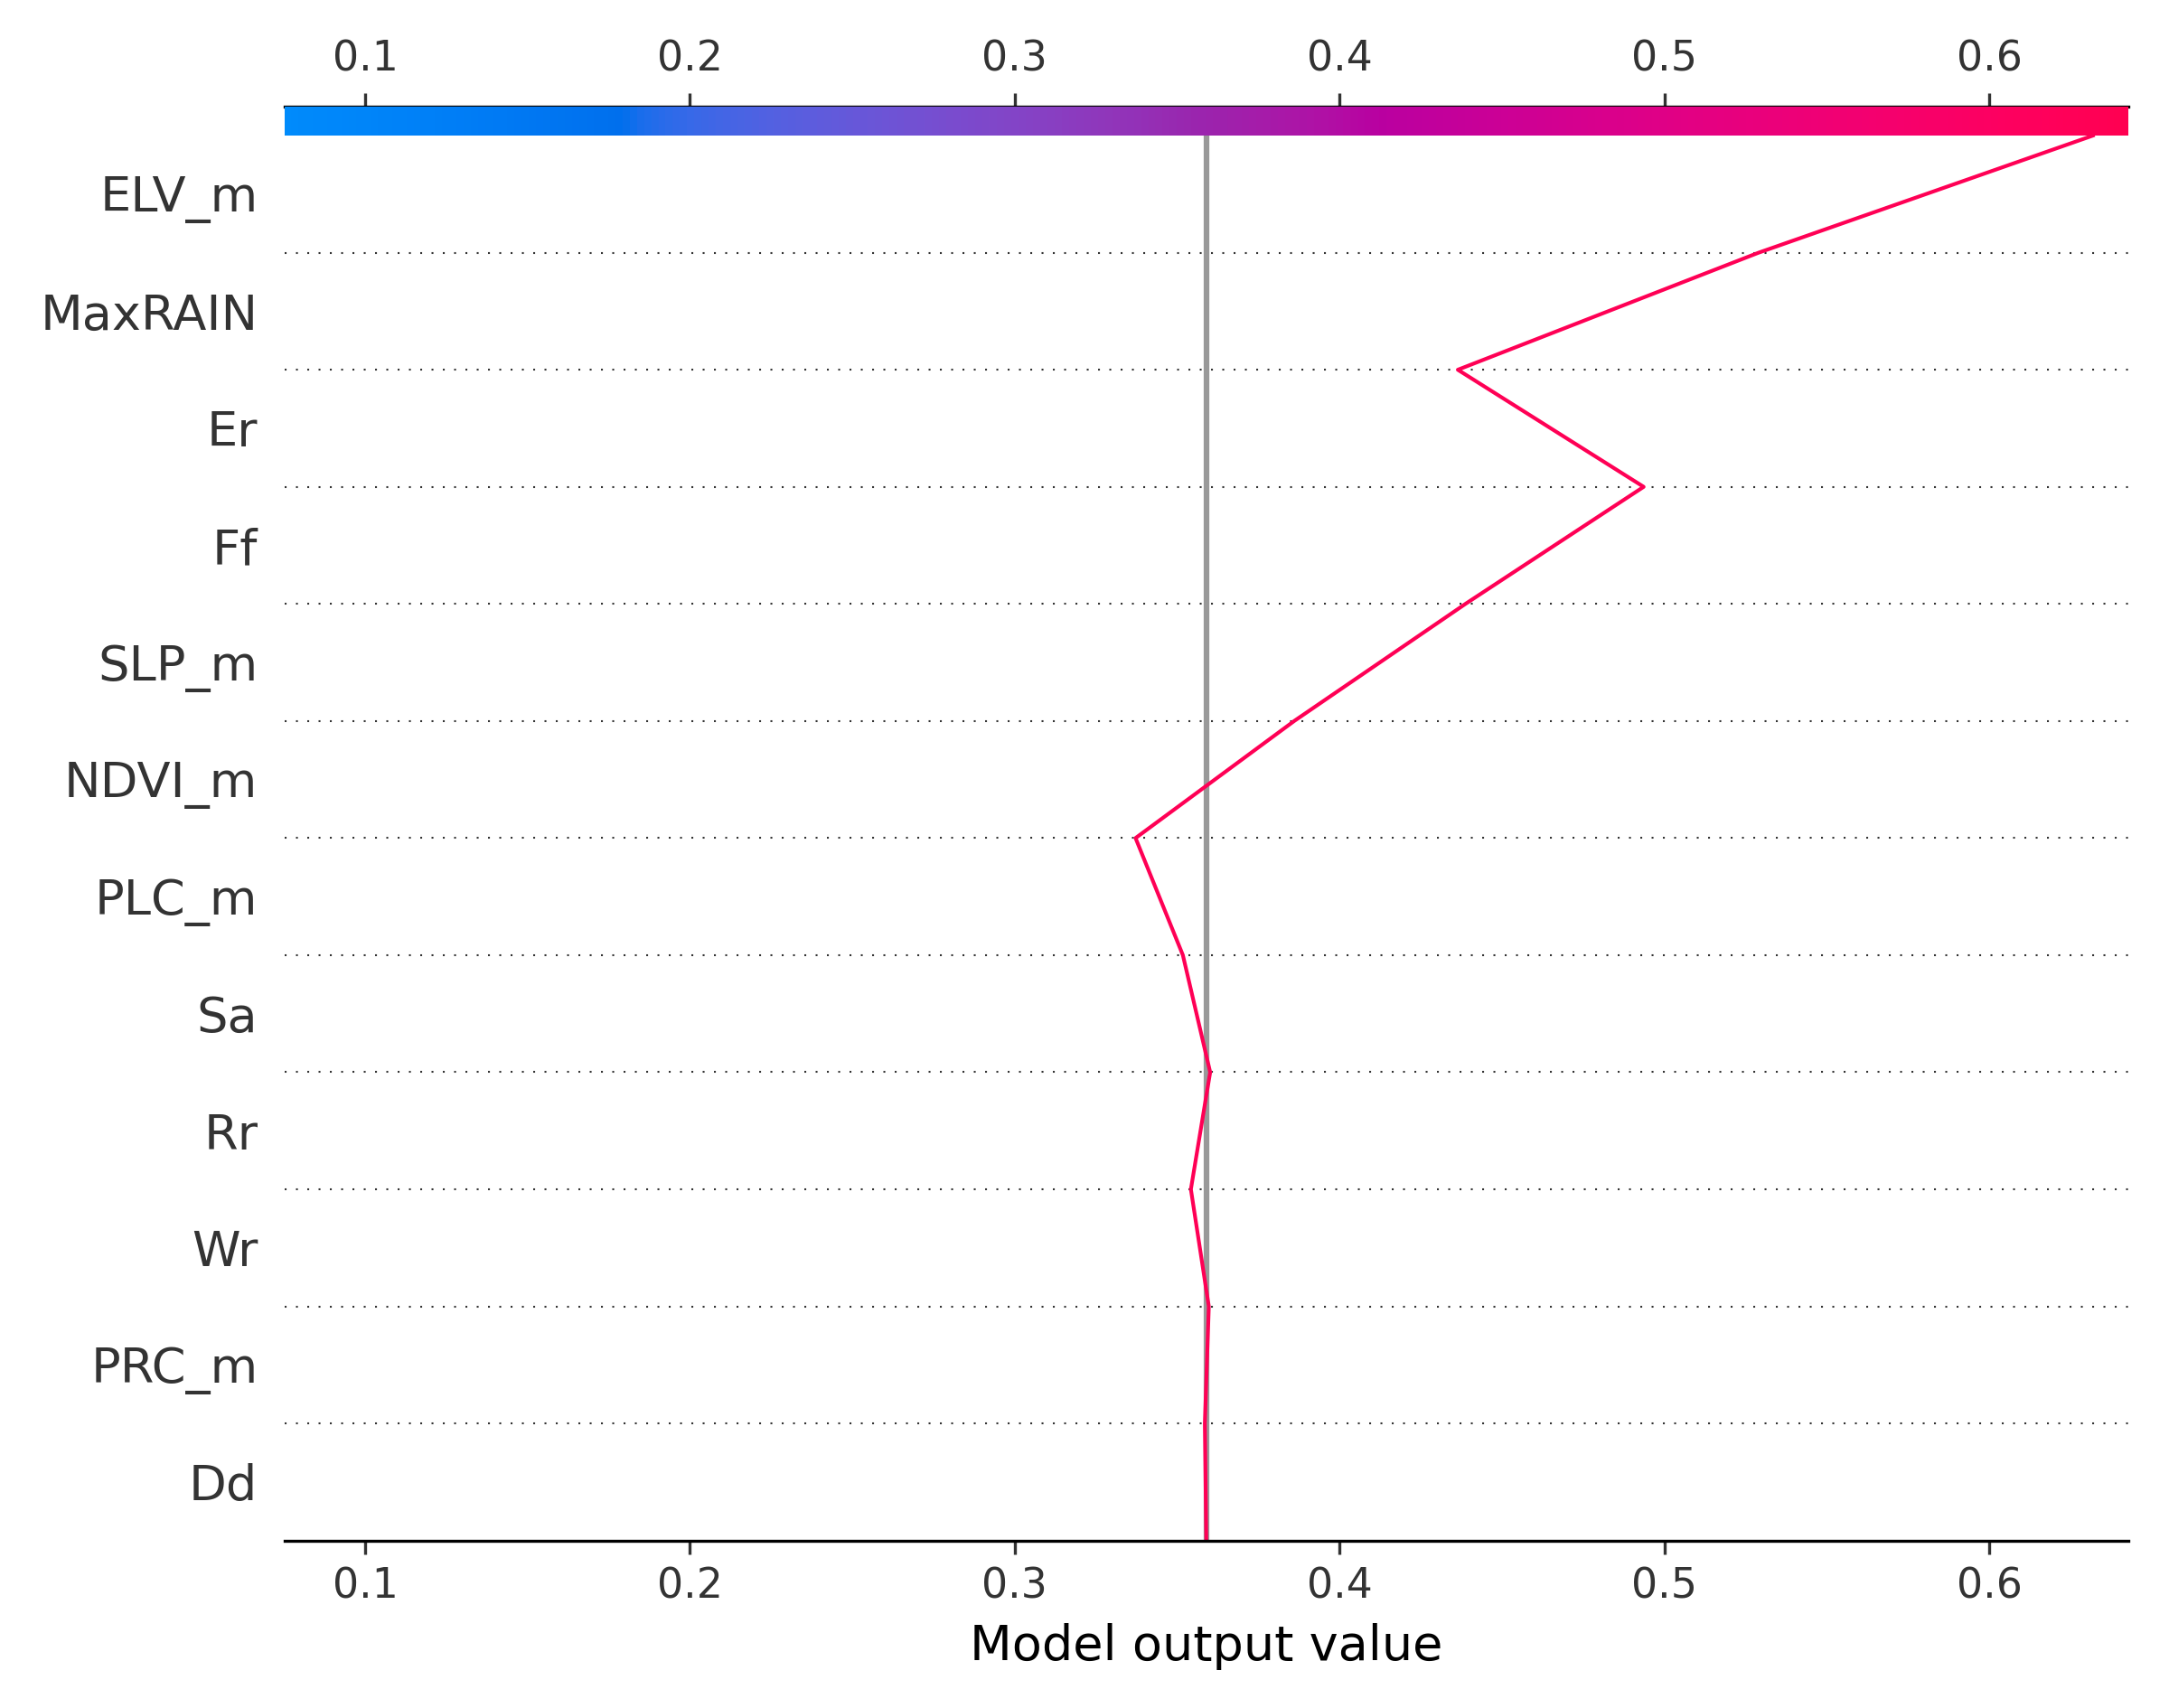 0.1 0.2 0.3 0.4 0.5 0.6
ELV_m
MaxRAIN
Er
Ff
SLP_m
NDVI_m
PLC_m
Sa
Rr
Wr
PRC_m
Dd
0.1 0.2 0.3 0.4 0.5 0.6
Model output value